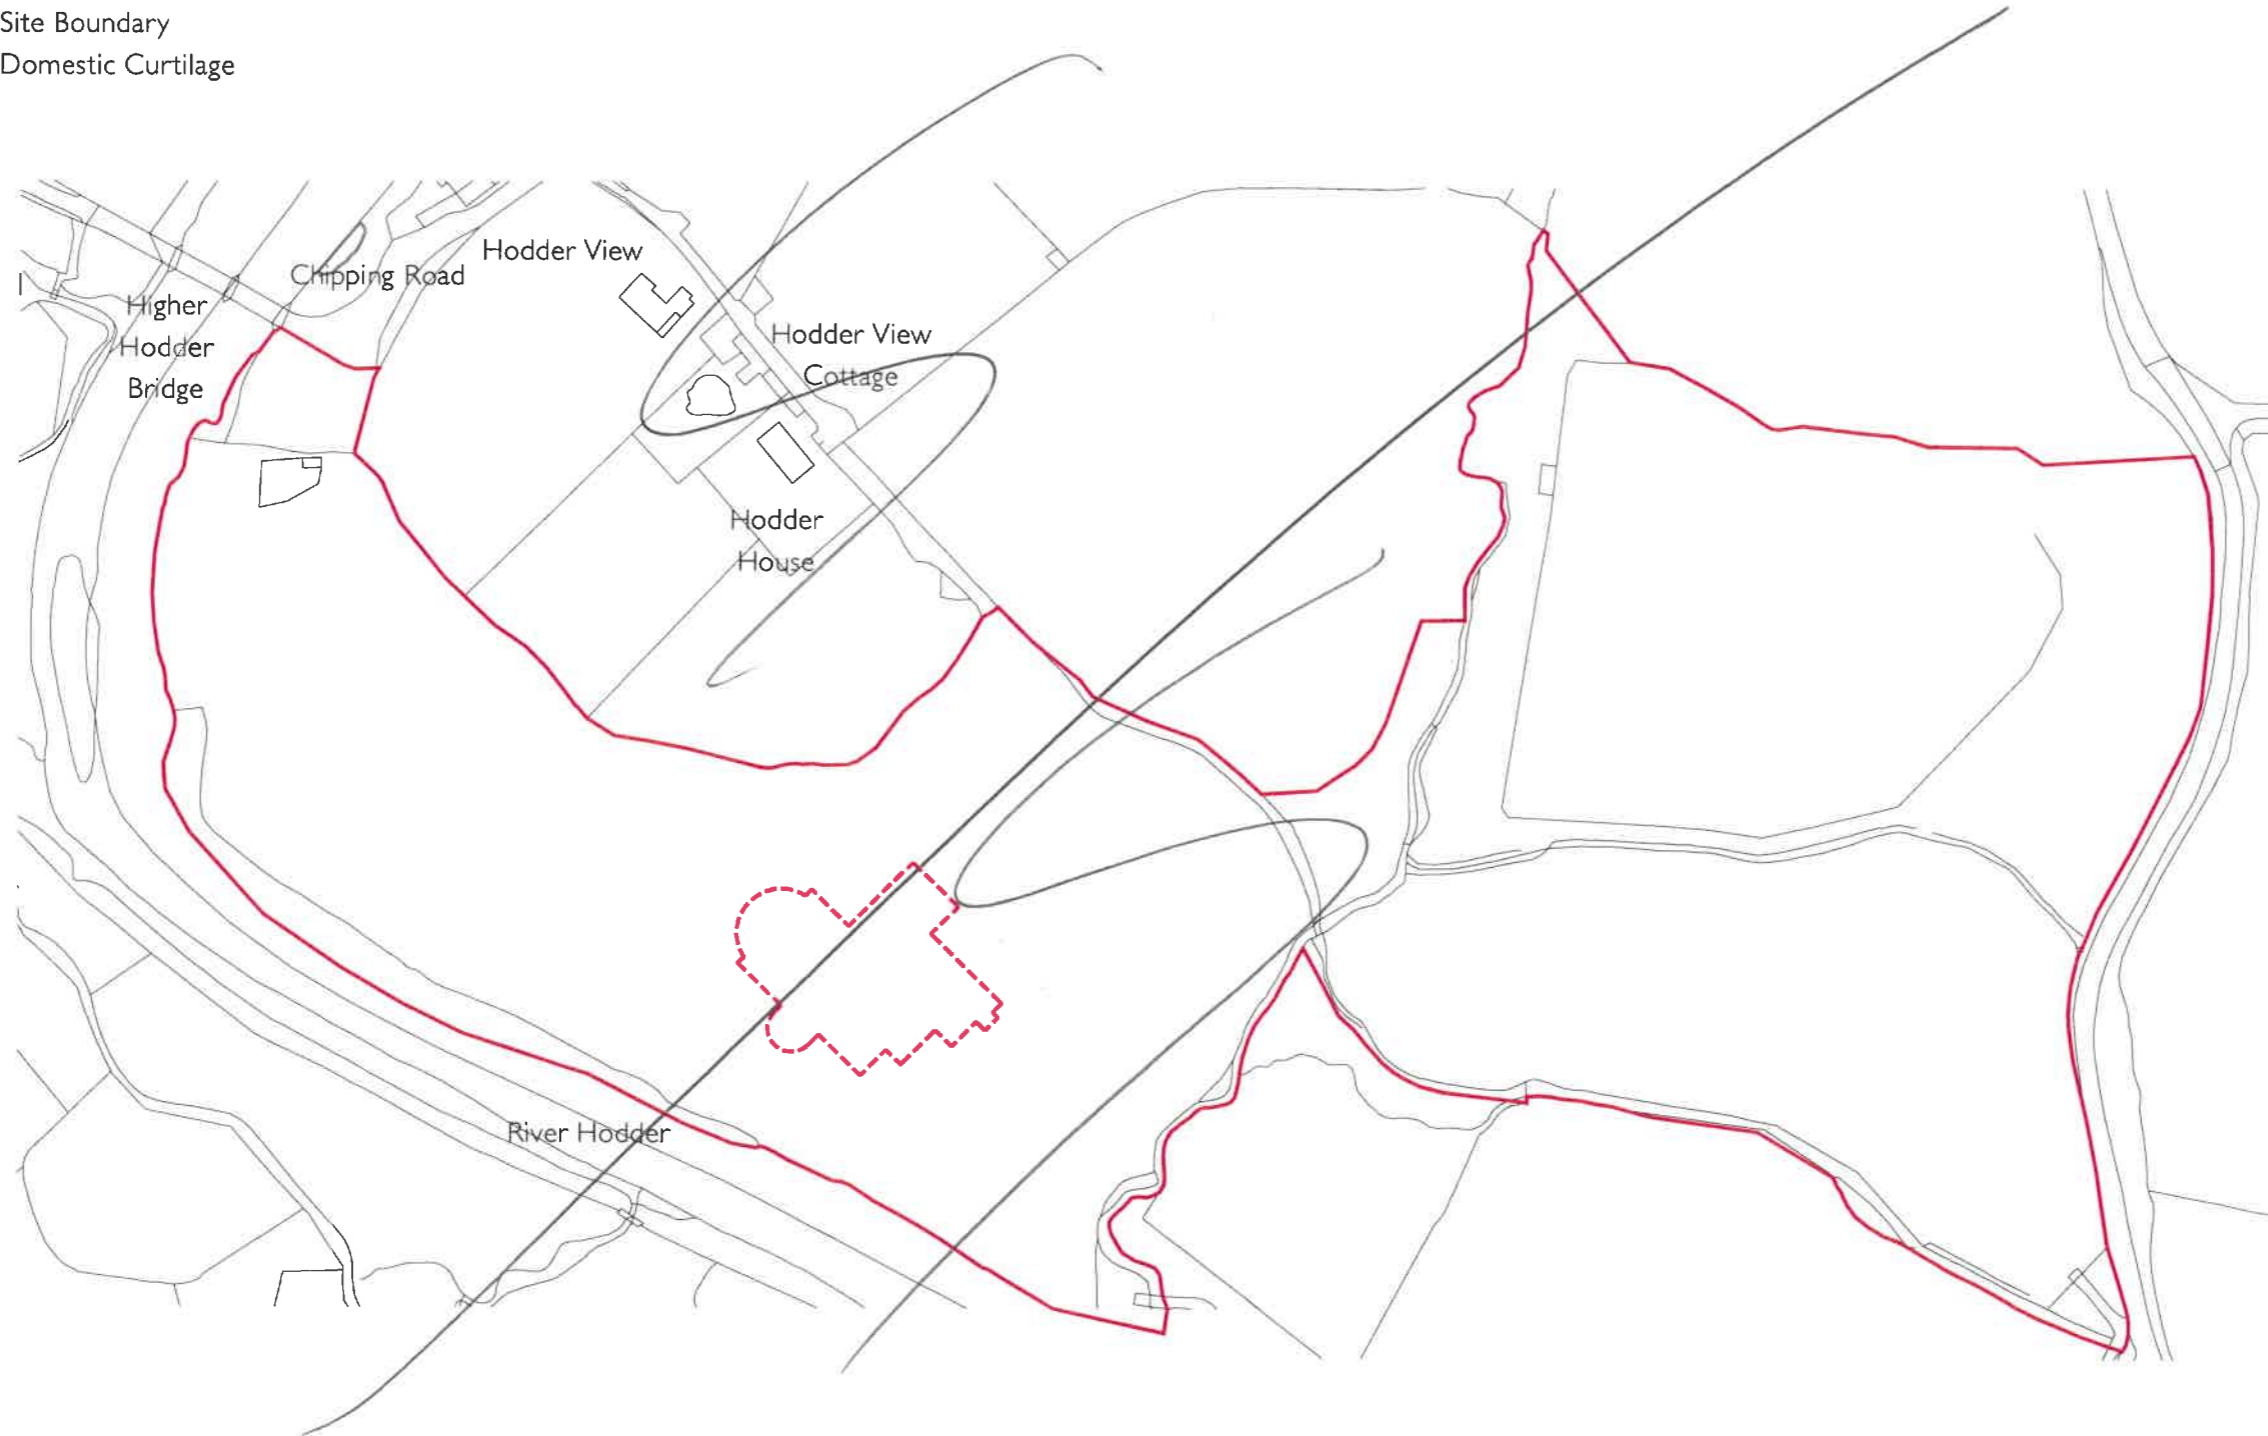 Site Boundary
Domestic Curtilage
Hodder View
Chipping Road
Higher
Hodder
Bridge
Hodder View
Cottage
Hodder
House
River Hodder